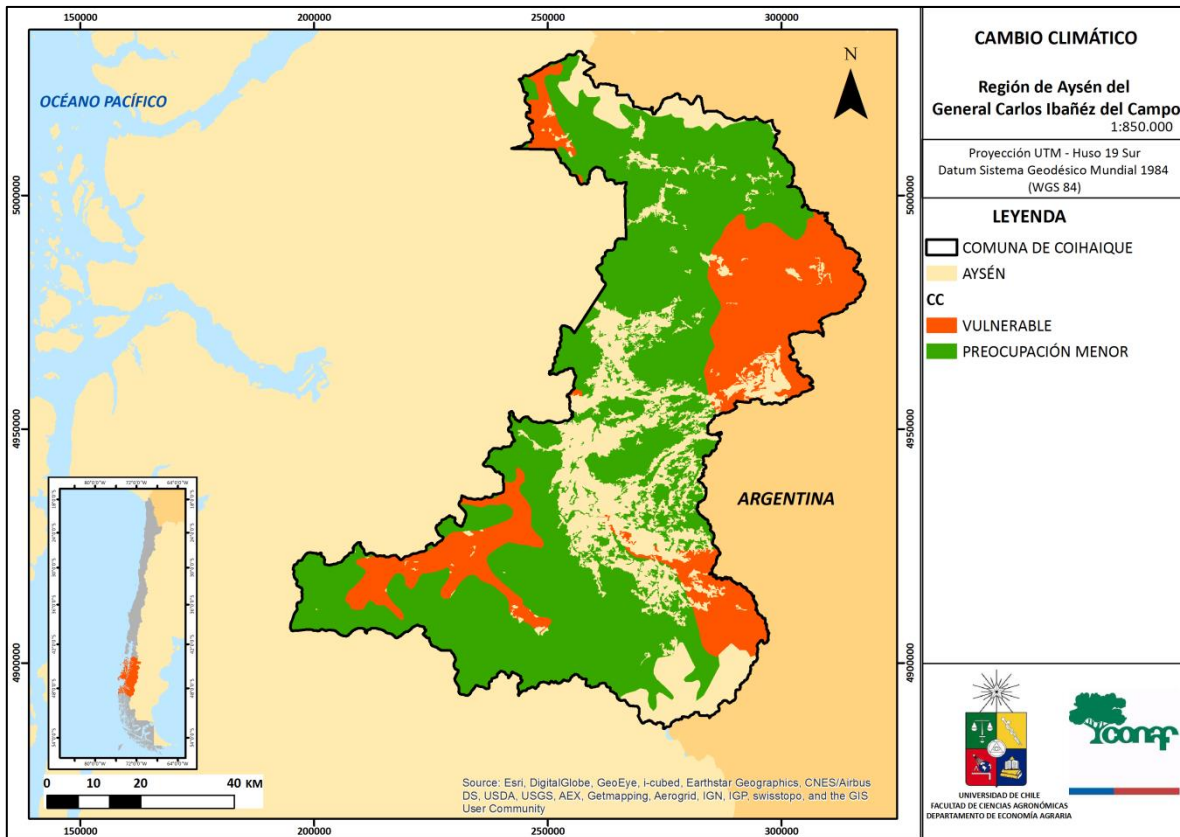 150000
200000
250000
300000
OCÉANO PACÍFICO
N
5000000
5000000
4950000
4950000
ARGENTINA
4900000
4900000
0 10 20 40 KM
Source: Esri, DigitalGlobe, GeoEye, i-cubed, Earthstar Geographics, CNES/Airbus
DS, USDA, USGS, AEX, Getmapping, Aerogrid, IGN, IGP, swisstopo, and the GIS
User Community
150000
200000
250000
300000
CAMBIO CLIMÁTICO
Región de Aysén del
General Carlos Ibañéz del Campo
1:850.000
Proyección UTM - Huso 19 Sur
Datum Sistema Geodésico Mundial 1984
(WGS 84)
LEYENDA
COMUNA DE COIHAIQUE
AYSÉN
CC
VULNERABLE
PREOCUPACIÓN MENOR
UNIVERSIDAD DE CHILE
FACULTAD DE CIENCIAS AGRONÓMICAS
DEPARTAMENTO DE ECONOMÍA AGRARIA
conaf